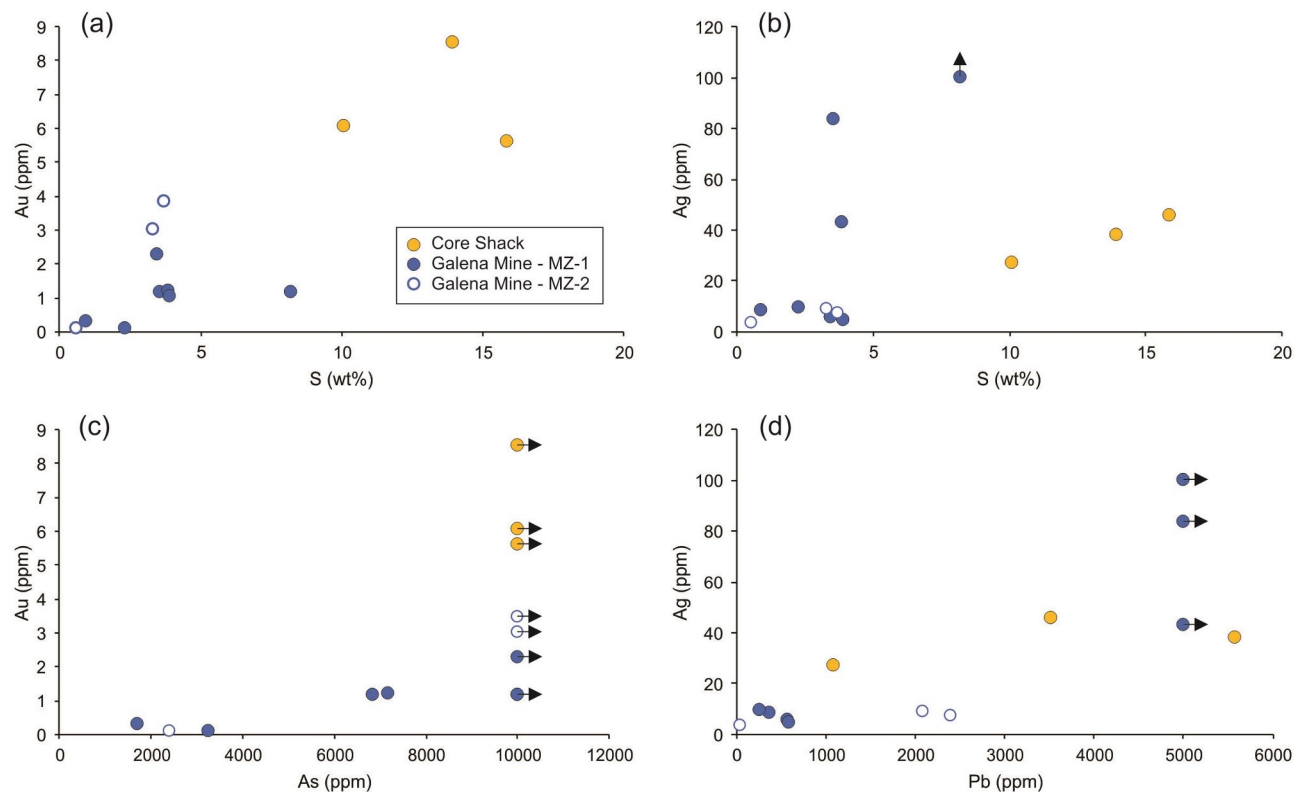 (a)
9
8
7
6
5
4
3
2
1
0
Au (ppm)
0 5 10 15 20
S (wt%)
Core Shack
Galena Mine - MZ-1
Galena Mine - MZ-2
(b)
120
100
80
60
40
20
0
Ag (ppm)
0 5 10 15 20
S (wt%)
(c)
9
8
7
6
5
4
3
2
1
0
Au (ppm)
0 2000 4000 6000 8000 10000 12000
As (ppm)
(d)
120
100
80
60
40
20
0
Ag (ppm)
0 1000 2000 3000 4000 5000 6000
Pb (ppm)